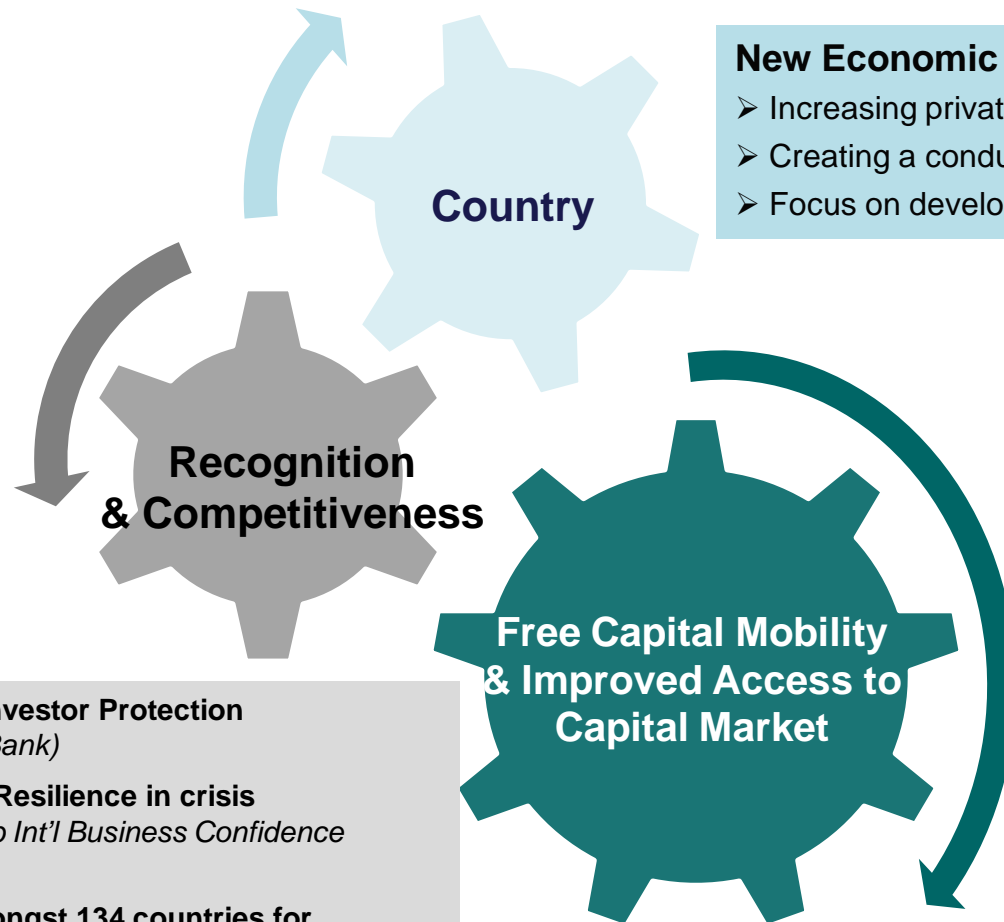 New Economic
➢ Increasing privat
➢ Creating a condu
➢ Focus on develo
Country
Recognition
& Competitiveness
Free Capital Mobility
& Improved Access to
Capital Market
nvestor Protection
Bank)
Resilience in crisis
o Int'l Business Confidence
ongst 134 countries for